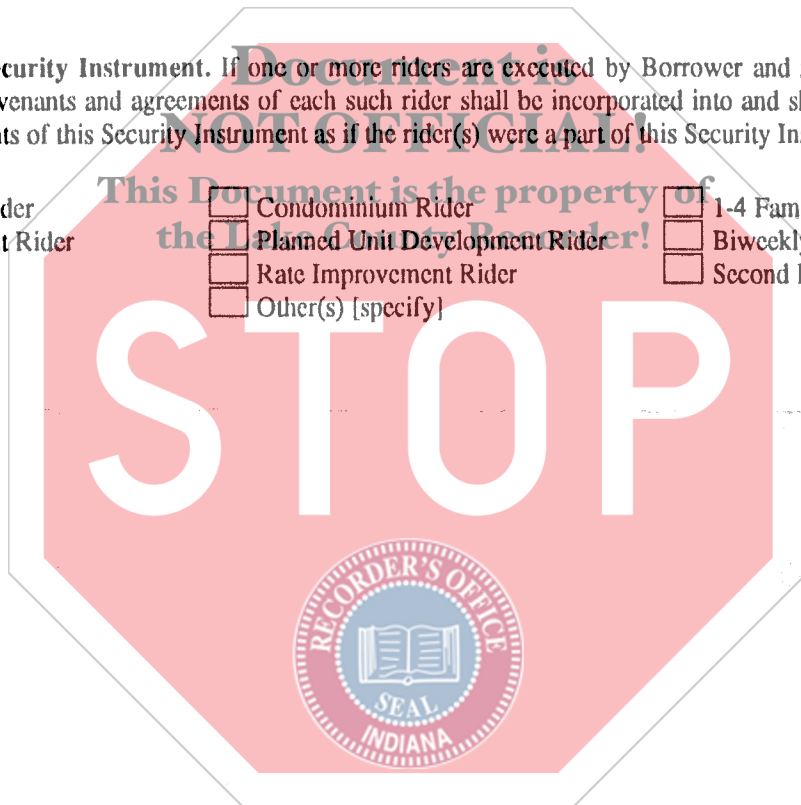 curity Instrument. If one or more riders are executed by Borrower and
venants and agreements of each such rider shall be incorporated into and sh
ts of this Security Instrument as if the rider(s) were a part of this Security Ins
der
t Rider
Condominium Rider
Planned Unit Development Rider
Rate Improvement Rider
Other(s) [specify]
1-4 Fam
Biweekly
Second
Document is
NOT OFFICIAL!
This Document is the property of
the Lake County Recorder!
STOP
RECORDER'S OFFICE
SEAL
INDIANA